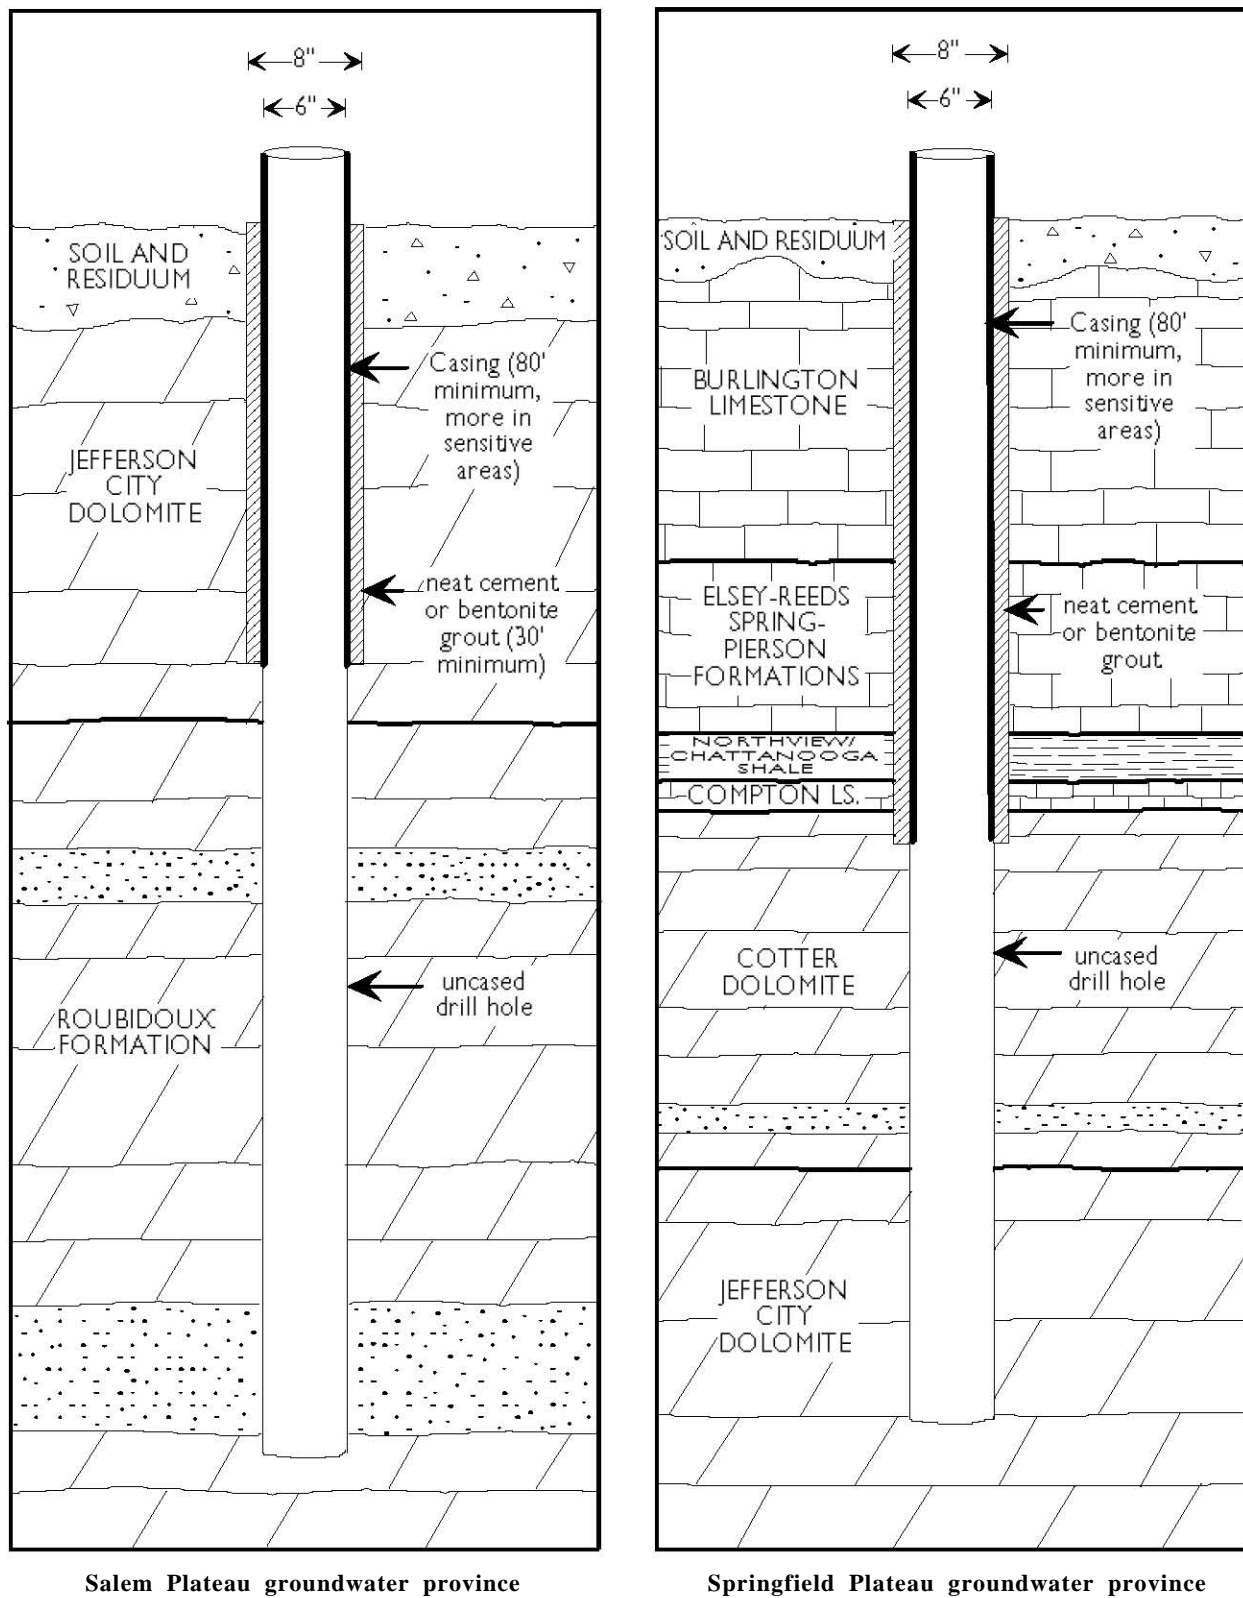 8"
6"
SOIL AND
RESIDUUM
Casing (80'
minimum,
more in
sensitive
areas)
JEFFERSON
CITY
DOLOMITE
neat cement
or bentonite
grout (30'
minimum)
uncased
drill hole
ROUBIDOUX
FORMATION
Salem Plateau groundwater province
8"
6"
SOIL AND RESIDUUM
Casing (80'
minimum,
more in
sensitive
areas)
BURLINGTON
LIMESTONE
ELSEY-REEDS
SPRING-
PIERSON
FORMATIONS
neat cement
or bentonite
grout
NORTHVIEW/
CHATTANOOGA
SHALE
COMPTON LS.
COTTER
DOLOMITE
uncased
drill hole
JEFFERSON
CITY
DOLOMITE
Springfield Plateau groundwater province